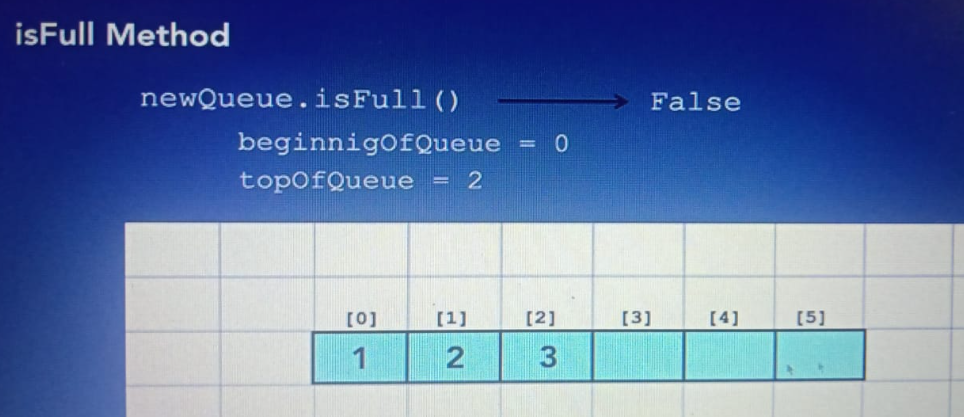 isFull Method
newQueue.isFull() False
beginnigOfQueue = 0
topOfQueue = 2
[0] [1] [2] [3] [4] [5]
1 2 3